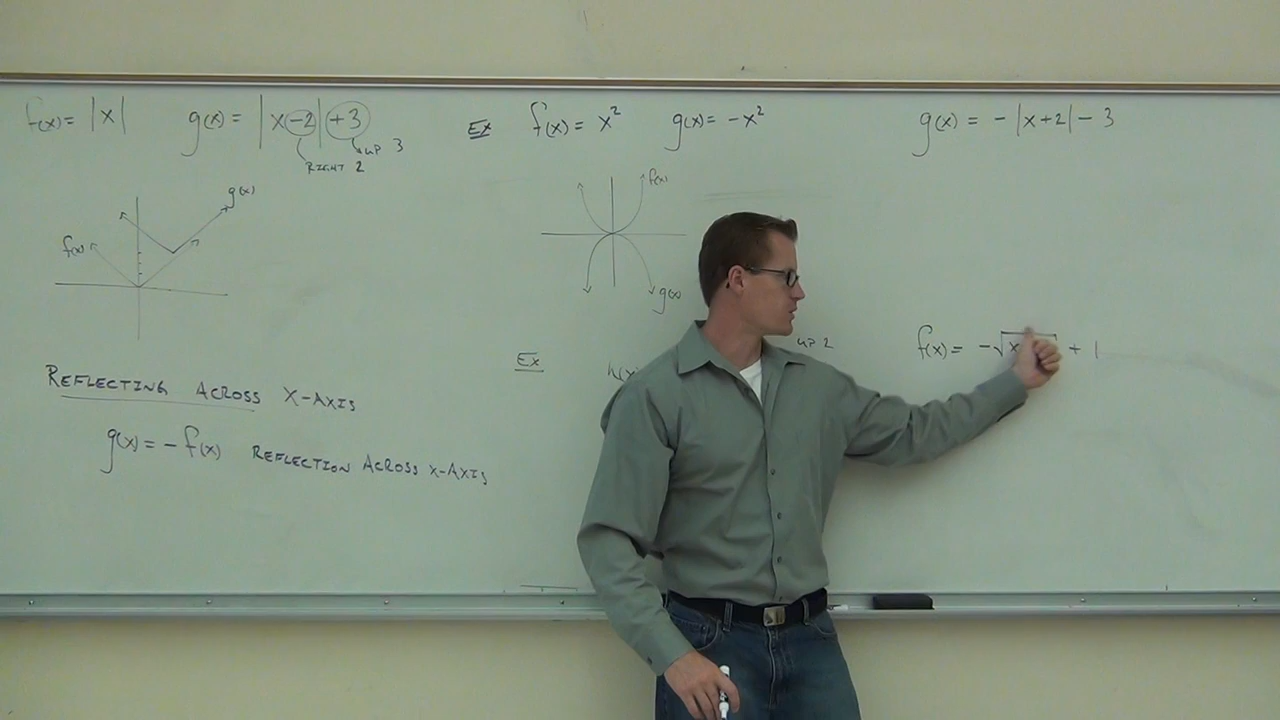 f(x) = |x|
g(x) = |x-2|+3
UP 3
RIGHT 2
g(x)
f(x)
REFLECTING ACROSS X-AXIS
g(x) = -f(x) REFLECTION ACROSS X-AXIS
Ex f(x) = x² g(x) = -x²
f(x)
g(x)
Ex h(x)
UP 2
g(x) = -|x+2|-3
f(x) = -√x + 1